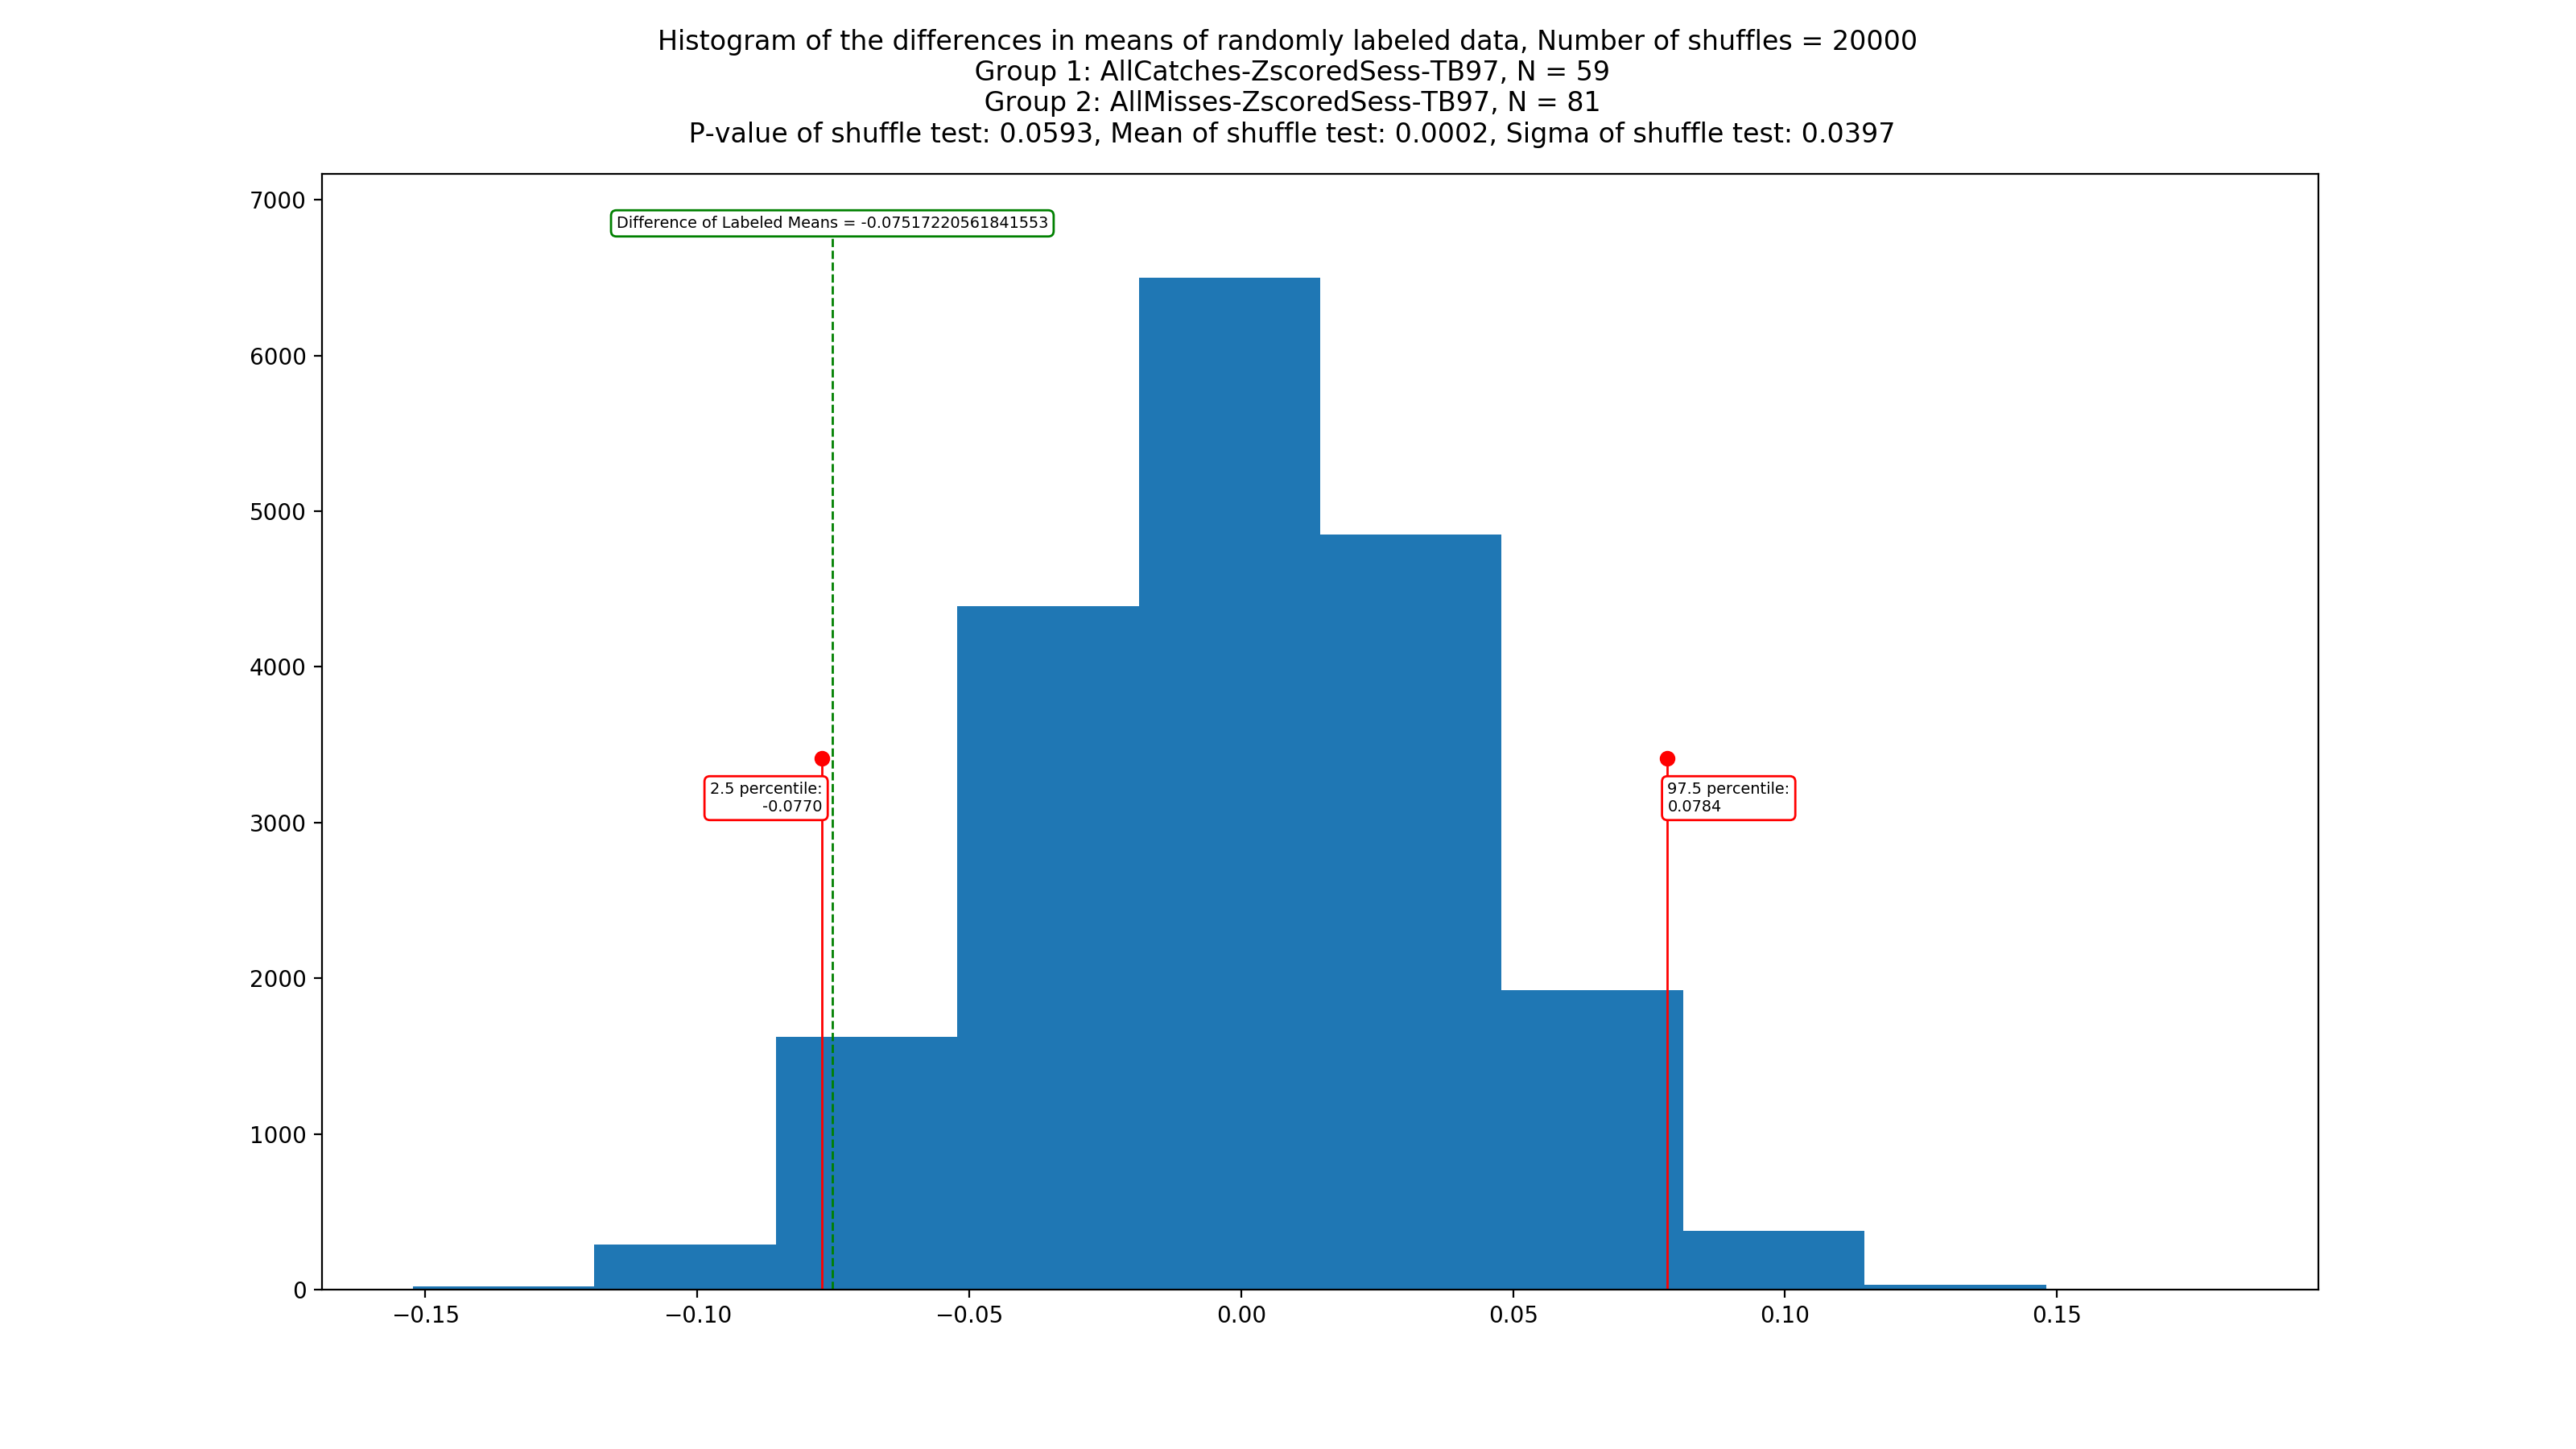 Histogram of the differences in means of randomly labeled data, Number of shuffles = 20000
Group 1: AllCatches-ZscoredSess-TB97, N = 59
Group 2: AllMisses-ZscoredSess-TB97, N = 81
P-value of shuffle test: 0.0593, Mean of shuffle test: 0.0002, Sigma of shuffle test: 0.0397
7000
Difference of Labeled Means = -0.07517220561841553
6000
5000
4000
2.5 percentile:
-0.0770
97.5 percentile:
0.0784
3000
2000
1000
0
−0.15
−0.10
−0.05
0.00
0.05
0.10
0.15